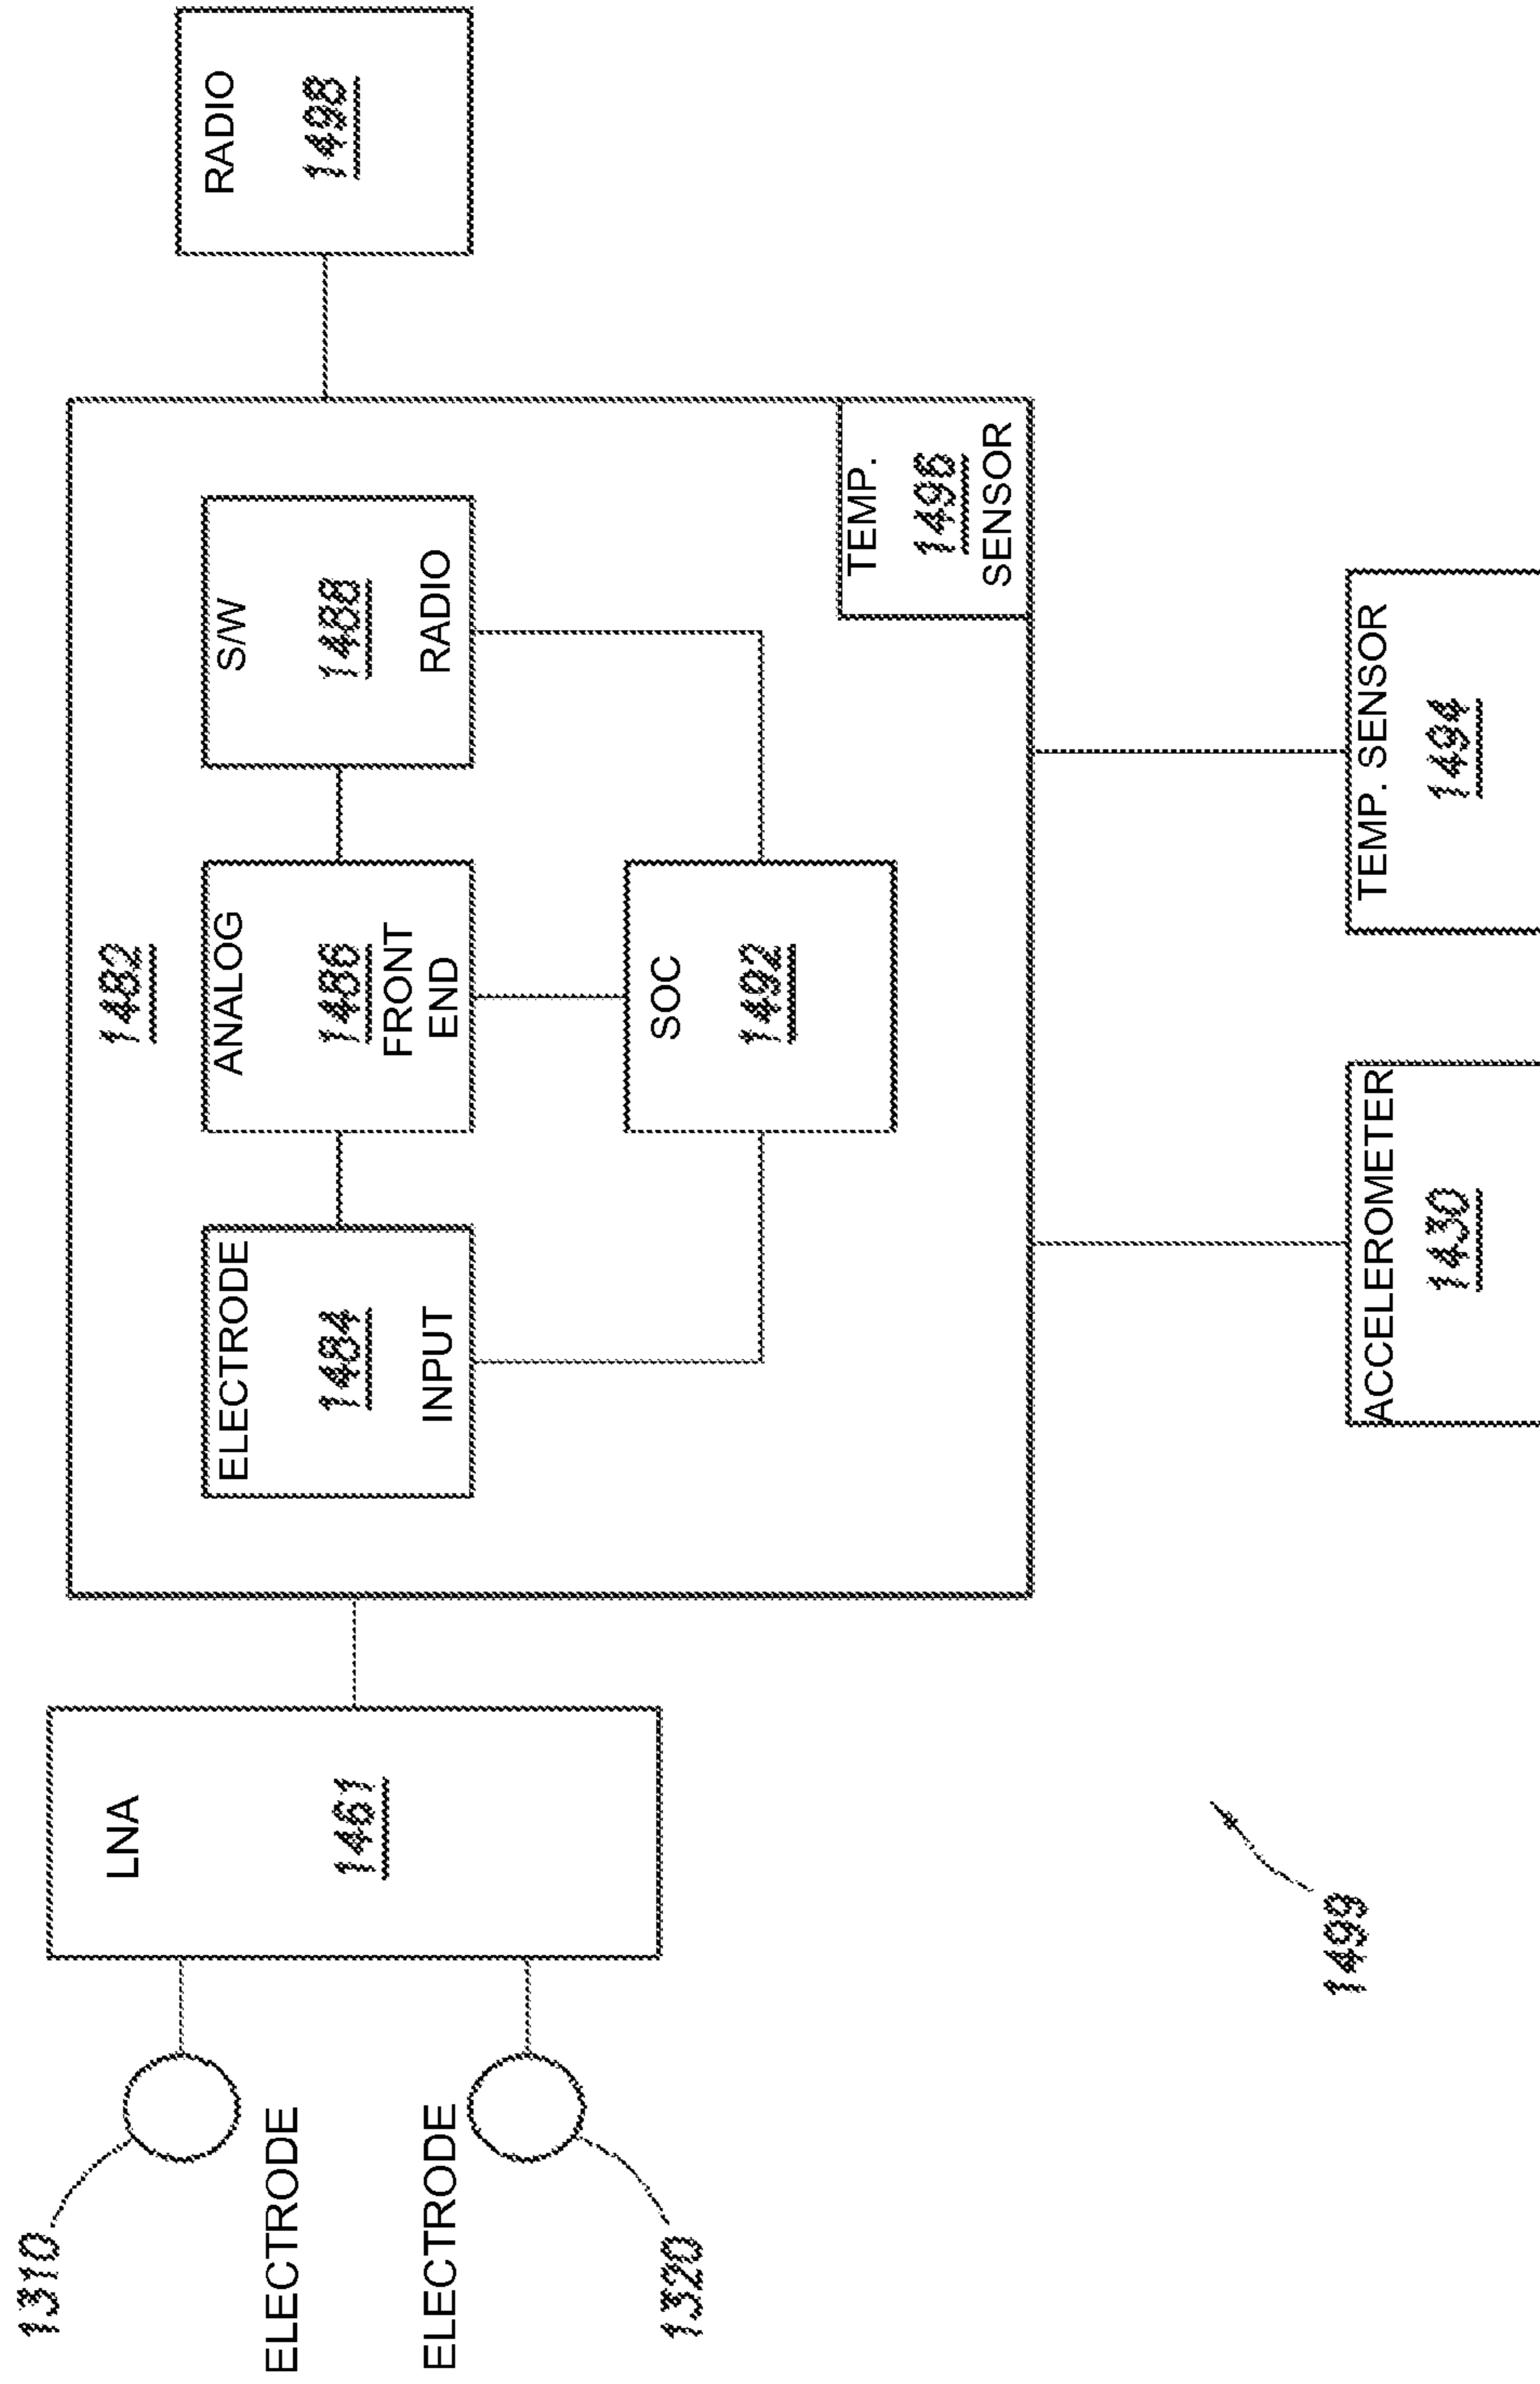 1310
ELECTRODE
ELECTRODE
1320
LNA
1461
1482
ELECTRODE
1484
INPUT
ANALOG
1486
FRONT
END
S/W
1488
RADIO
SOC
1492
TEMP.
1496
SENSOR
RADIO
1498
ACCELEROMETER
1430
TEMP. SENSOR
1494
1499